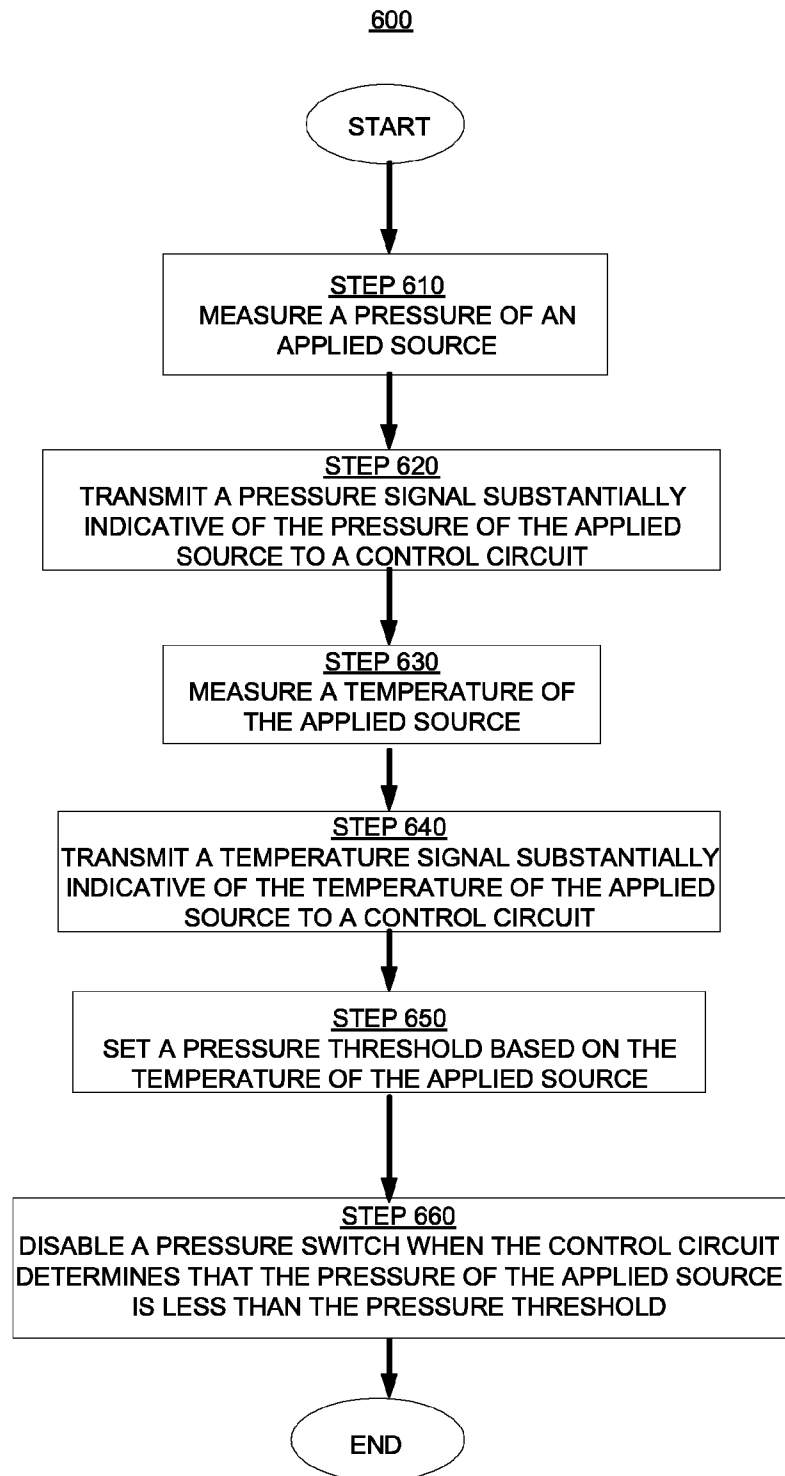 600
START
STEP 610
MEASURE A PRESSURE OF AN
APPLIED SOURCE
STEP 620
TRANSMIT A PRESSURE SIGNAL SUBSTANTIALLY
INDICATIVE OF THE PRESSURE OF THE APPLIED
SOURCE TO A CONTROL CIRCUIT
STEP 630
MEASURE A TEMPERATURE OF
THE APPLIED SOURCE
STEP 640
TRANSMIT A TEMPERATURE SIGNAL SUBSTANTIALLY
INDICATIVE OF THE TEMPERATURE OF THE APPLIED
SOURCE TO A CONTROL CIRCUIT
STEP 650
SET A PRESSURE THRESHOLD BASED ON THE
TEMPERATURE OF THE APPLIED SOURCE
STEP 660
DISABLE A PRESSURE SWITCH WHEN THE CONTROL CIRCUIT
DETERMINES THAT THE PRESSURE OF THE APPLIED SOURCE
IS LESS THAN THE PRESSURE THRESHOLD
END